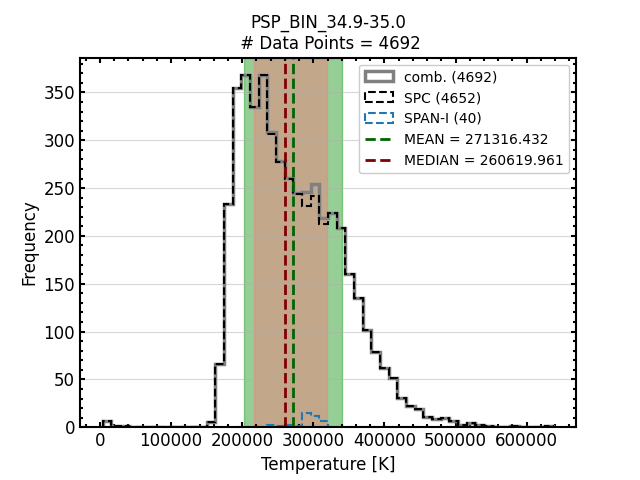 PSP_BIN_34.9-35.0
# Data Points = 4692
comb. (4692)
SPC (4652)
SPAN-I (40)
MEAN = 271316.432
MEDIAN = 260619.961
Frequency
350
300
250
200
150
100
50
0
0 100000 200000 300000 400000 500000 600000
Temperature [K]